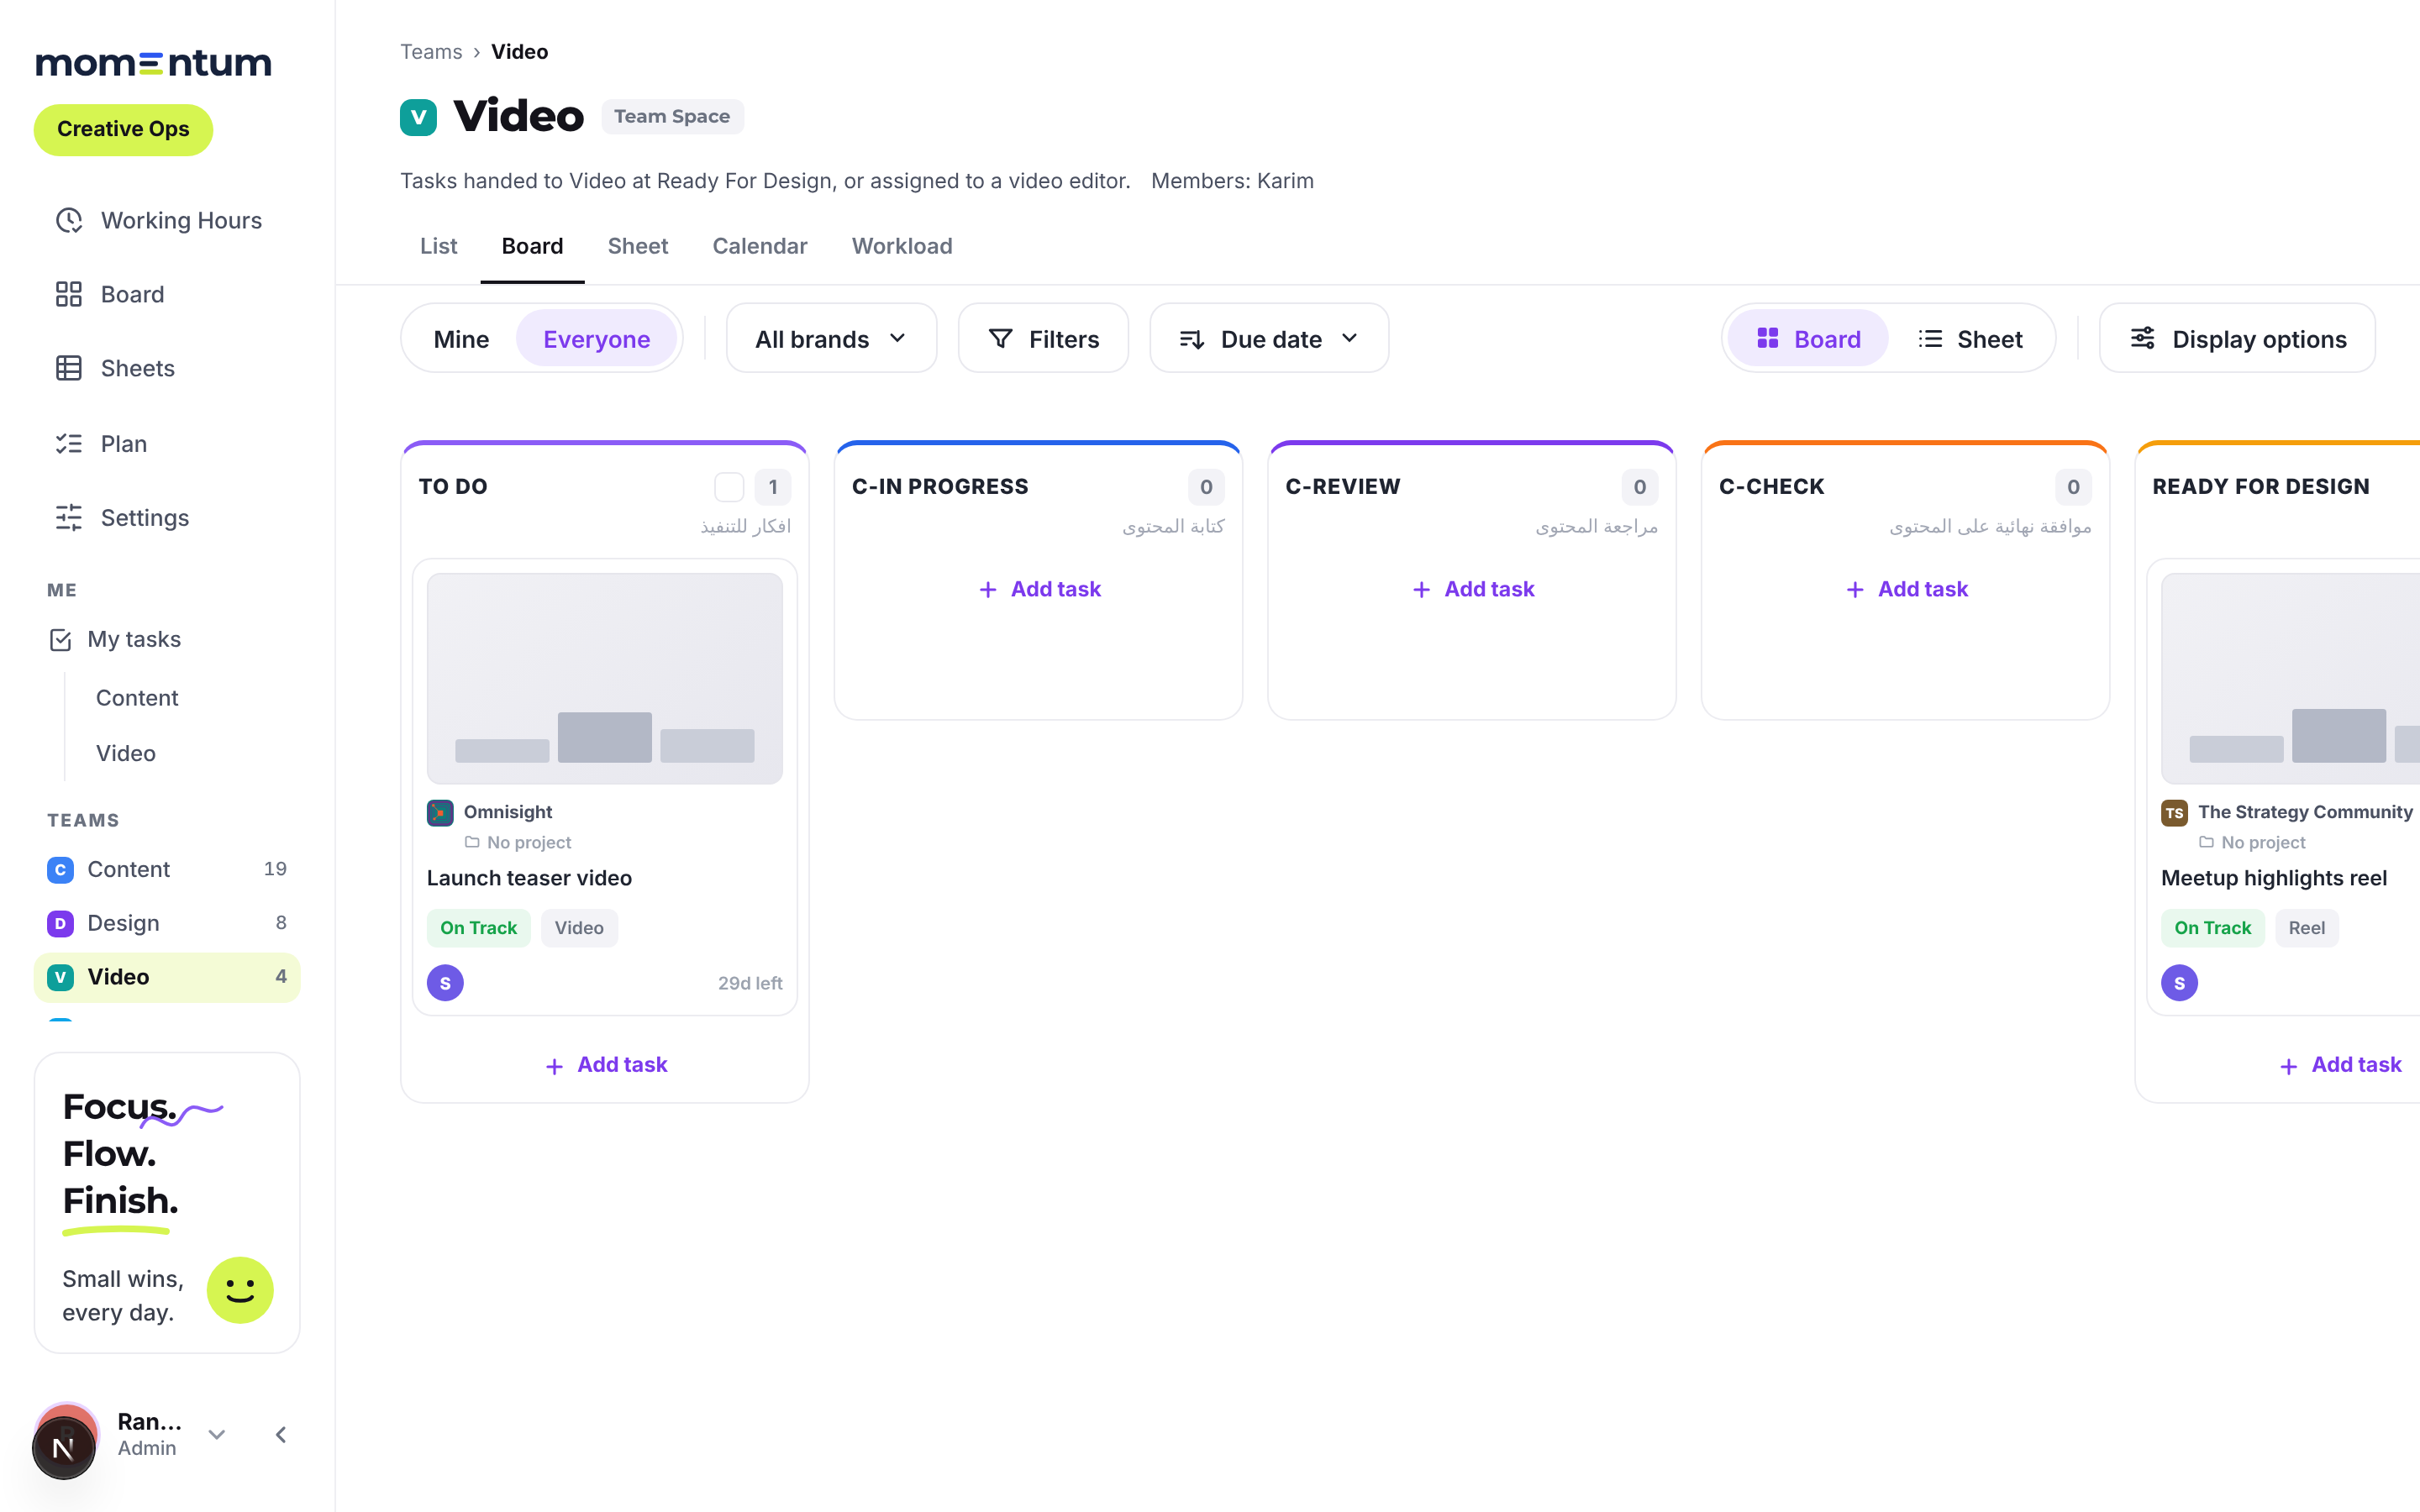 momentum
Creative Ops
Working Hours
Board
Sheets
Plan
Settings
ME
My tasks
Content
Video
TEAMS
C Content 19
D Design 8
V Video 4
Focus.
Flow.
Finish.
Small wins,
every day.
N
Ran...
Admin
Teams › Video
V Video Team Space
Tasks handed to Video at Ready For Design, or assigned to a video editor. Members: Karim
List Board Sheet Calendar Workload
Mine Everyone All brands Filters Due date Board Sheet Display options
TO DO 1
افكار للتنفيذ
Omnisight
No project
Launch teaser video
On Track Video
S 29d left
+ Add task
C-IN PROGRESS 0
كتابة المحتوى
+ Add task
C-REVIEW 0
مراجعة المحتوى
+ Add task
C-CHECK 0
موافقة نهائية على المحتوى
+ Add task
READY FOR DESIGN
TS The Strategy Community
No project
Meetup highlights reel
On Track Reel
S
+ Add task